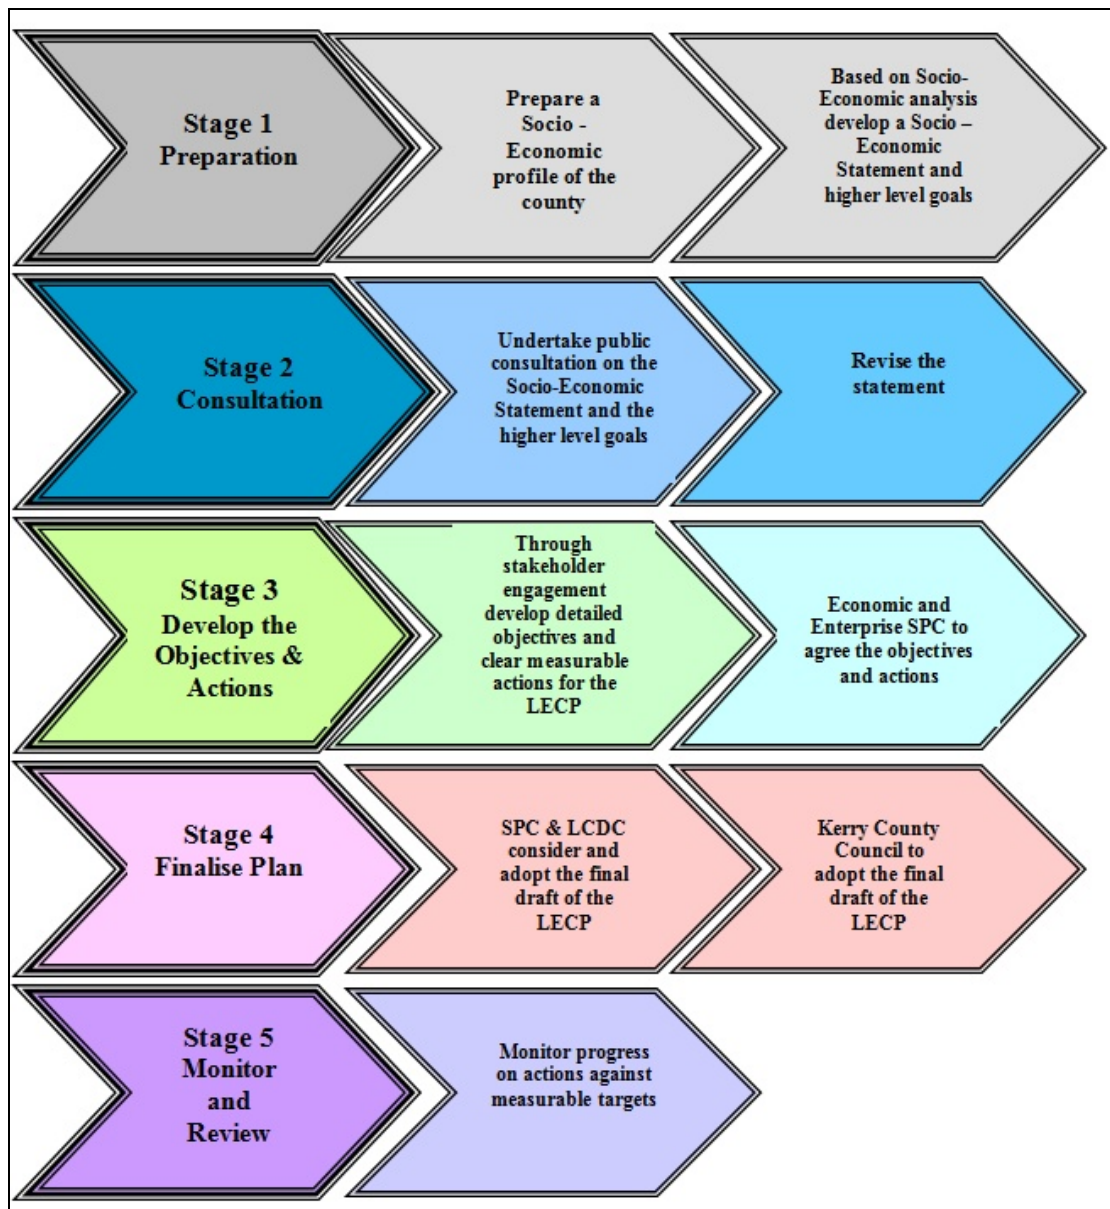 Stage 1
Preparation
Prepare a
Socio -
Economic
profile of the
county
Based on Socio-
Economic analysis
develop a Socio –
Economic
Statement and
higher level goals
Stage 2
Consultation
Undertake public
consultation on the
Socio-Economic
Statement and the
higher level goals
Revise the
statement
Stage 3
Develop the
Objectives &
Actions
Through
stakeholder
engagement
develop detailed
objectives and
clear measurable
actions for the
LECP
Economic and
Enterprise SPC to
agree the objectives
and actions
Stage 4
Finalise Plan
SPC & LCDC
consider and
adopt the final
draft of the
LECP
Kerry County
Council to
adopt the final
draft of the
LECP
Stage 5
Monitor
and
Review
Monitor progress
on actions against
measurable targets